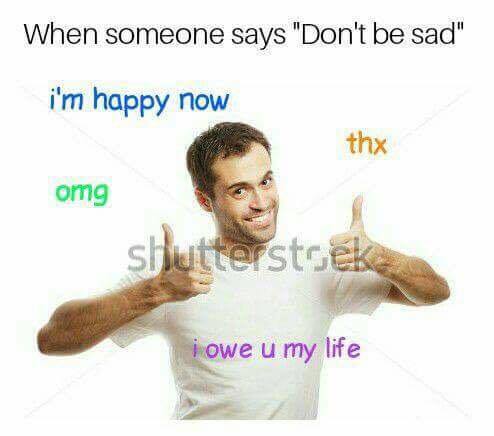 When someone says "Don't be sad"
i'm happy now
thx
omg
shutterstock
i owe u my life